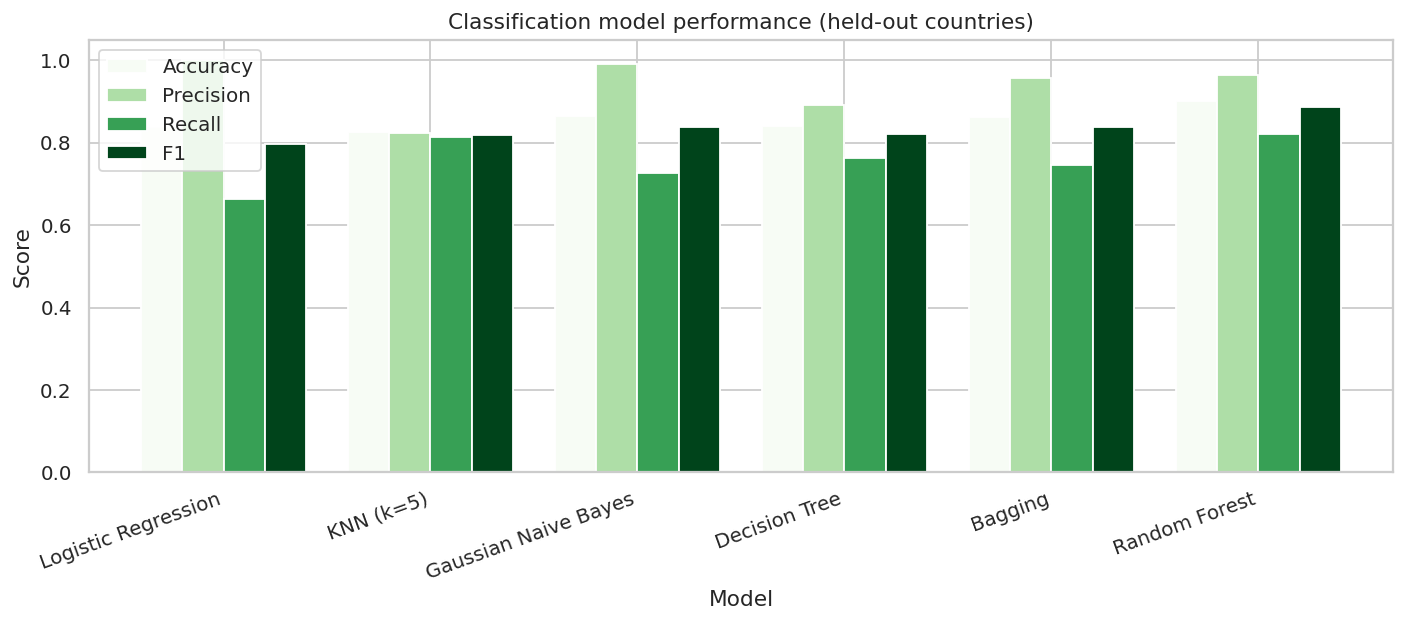 Classification model performance (held-out countries)
Accuracy
Precision
Recall
F1
Score
1.0
0.8
0.6
0.4
0.2
0.0
Logistic Regression
KNN (k=5)
Gaussian Naive Bayes
Decision Tree
Bagging
Random Forest
Model